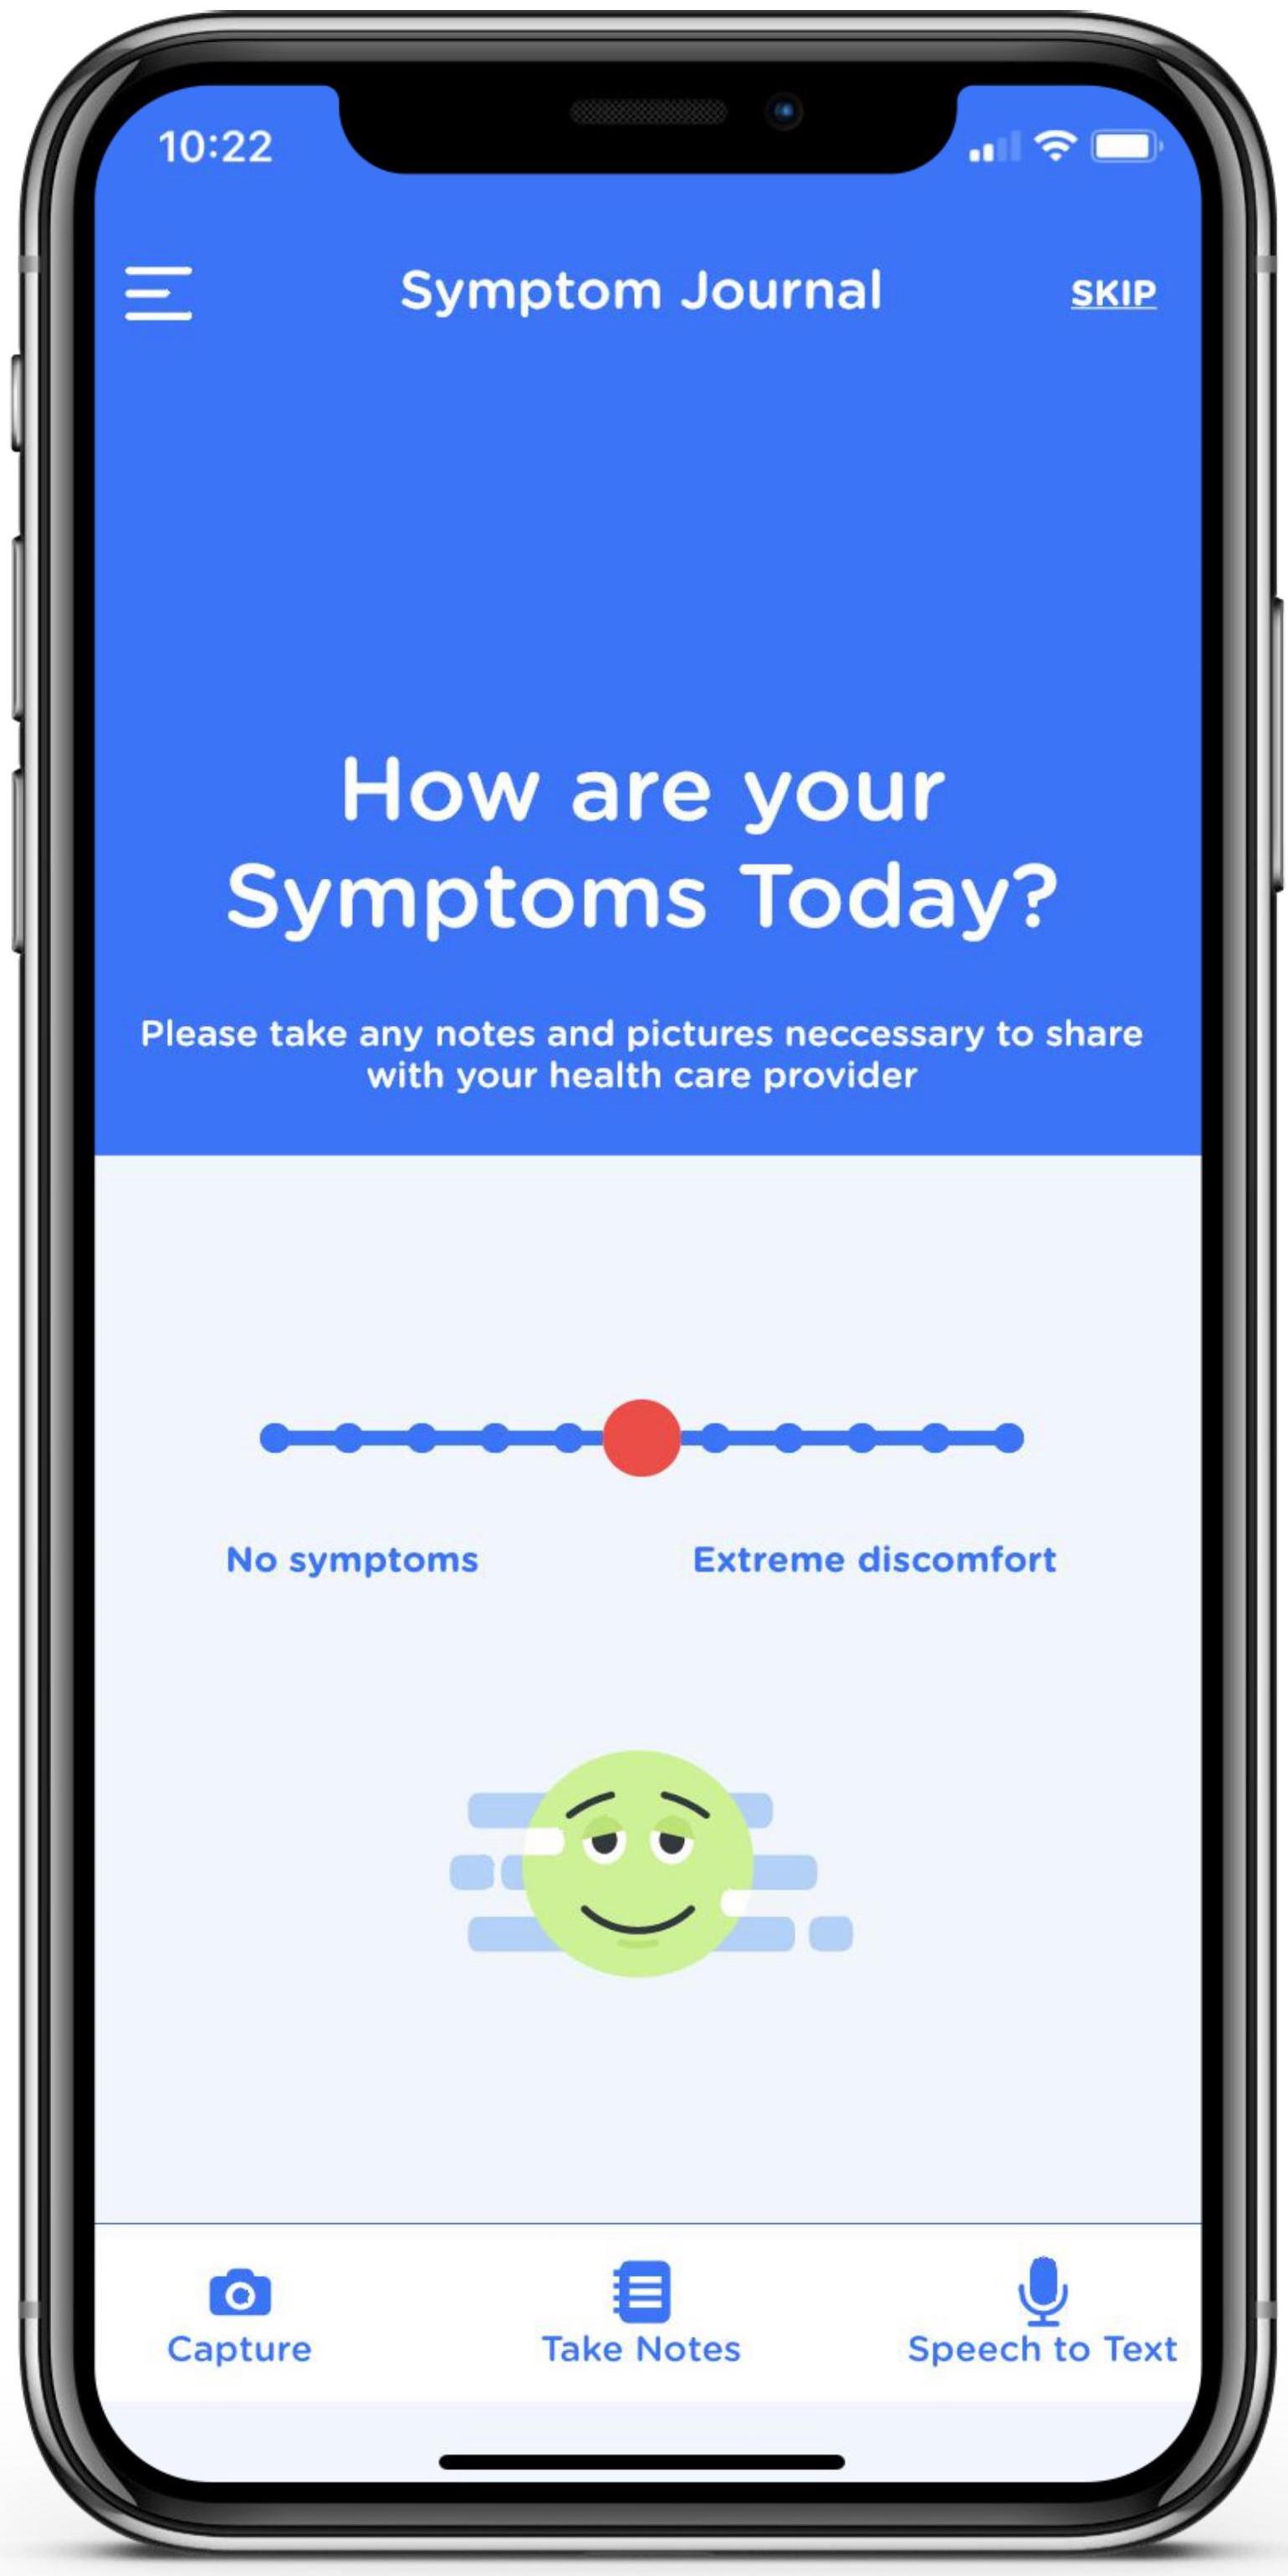 10:22
Symptom Journal
SKIP
How are your
Symptoms Today?
Please take any notes and pictures neccessary to share
with your health care provider
No symptoms
Extreme discomfort
Capture
Take Notes
Speech to Text